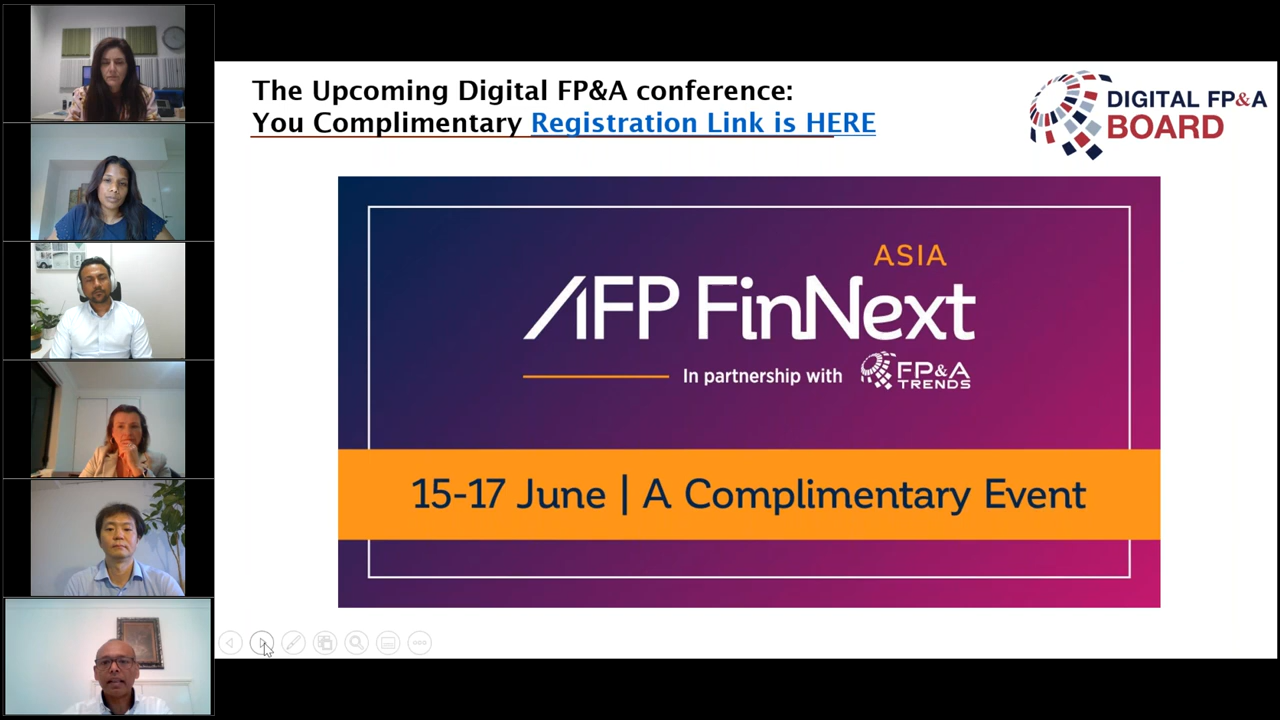 The Upcoming Digital FP&A conference:
You Complimentary Registration Link is HERE
DIGITAL FP&A
BOARD
ASIA
AFP FinNext
In partnership with FP&A
TRENDS
15-17 June | A Complimentary Event